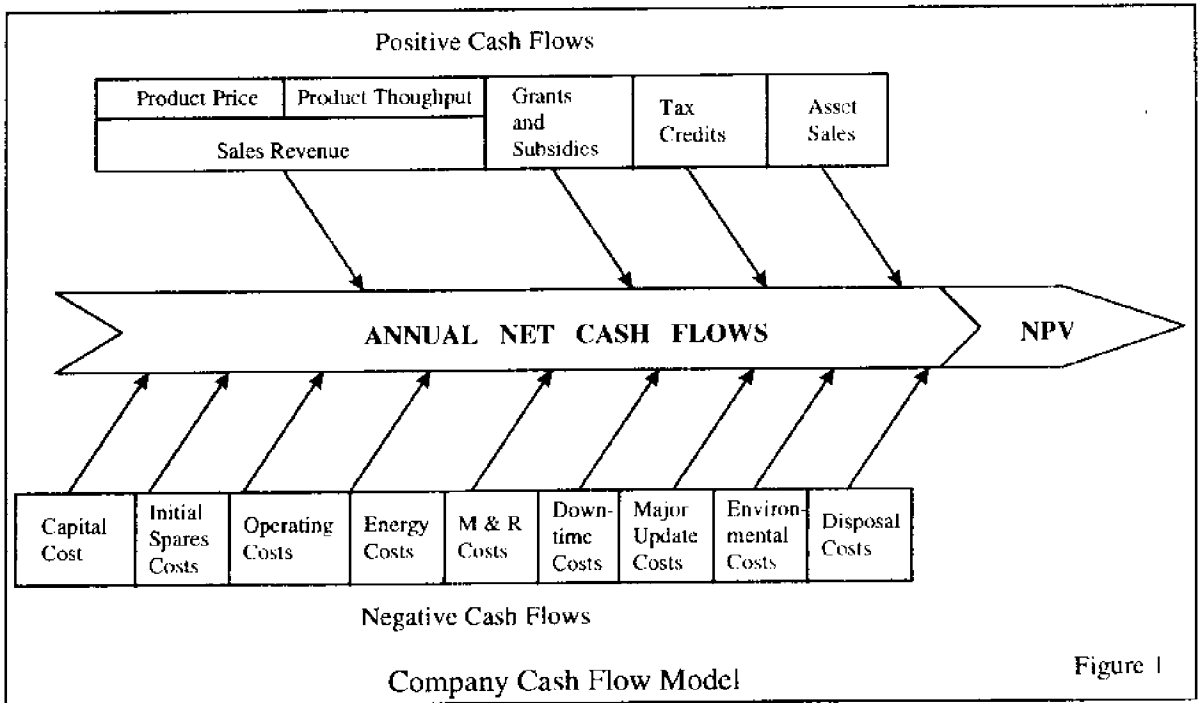 Positive Cash Flows
Product Price
Product Thoughput
Sales Revenue
Grants
and
Subsidies
Tax
Credits
Asset
Sales
ANNUAL NET CASH FLOWS
NPV
Capital
Cost
Initial
Spares
Costs
Operating
Costs
Energy
Costs
M & R
Costs
Down-
time
Costs
Major
Update
Costs
Environ-
mental
Costs
Disposal
Costs
Negative Cash Flows
Company Cash Flow Model
Figure 1